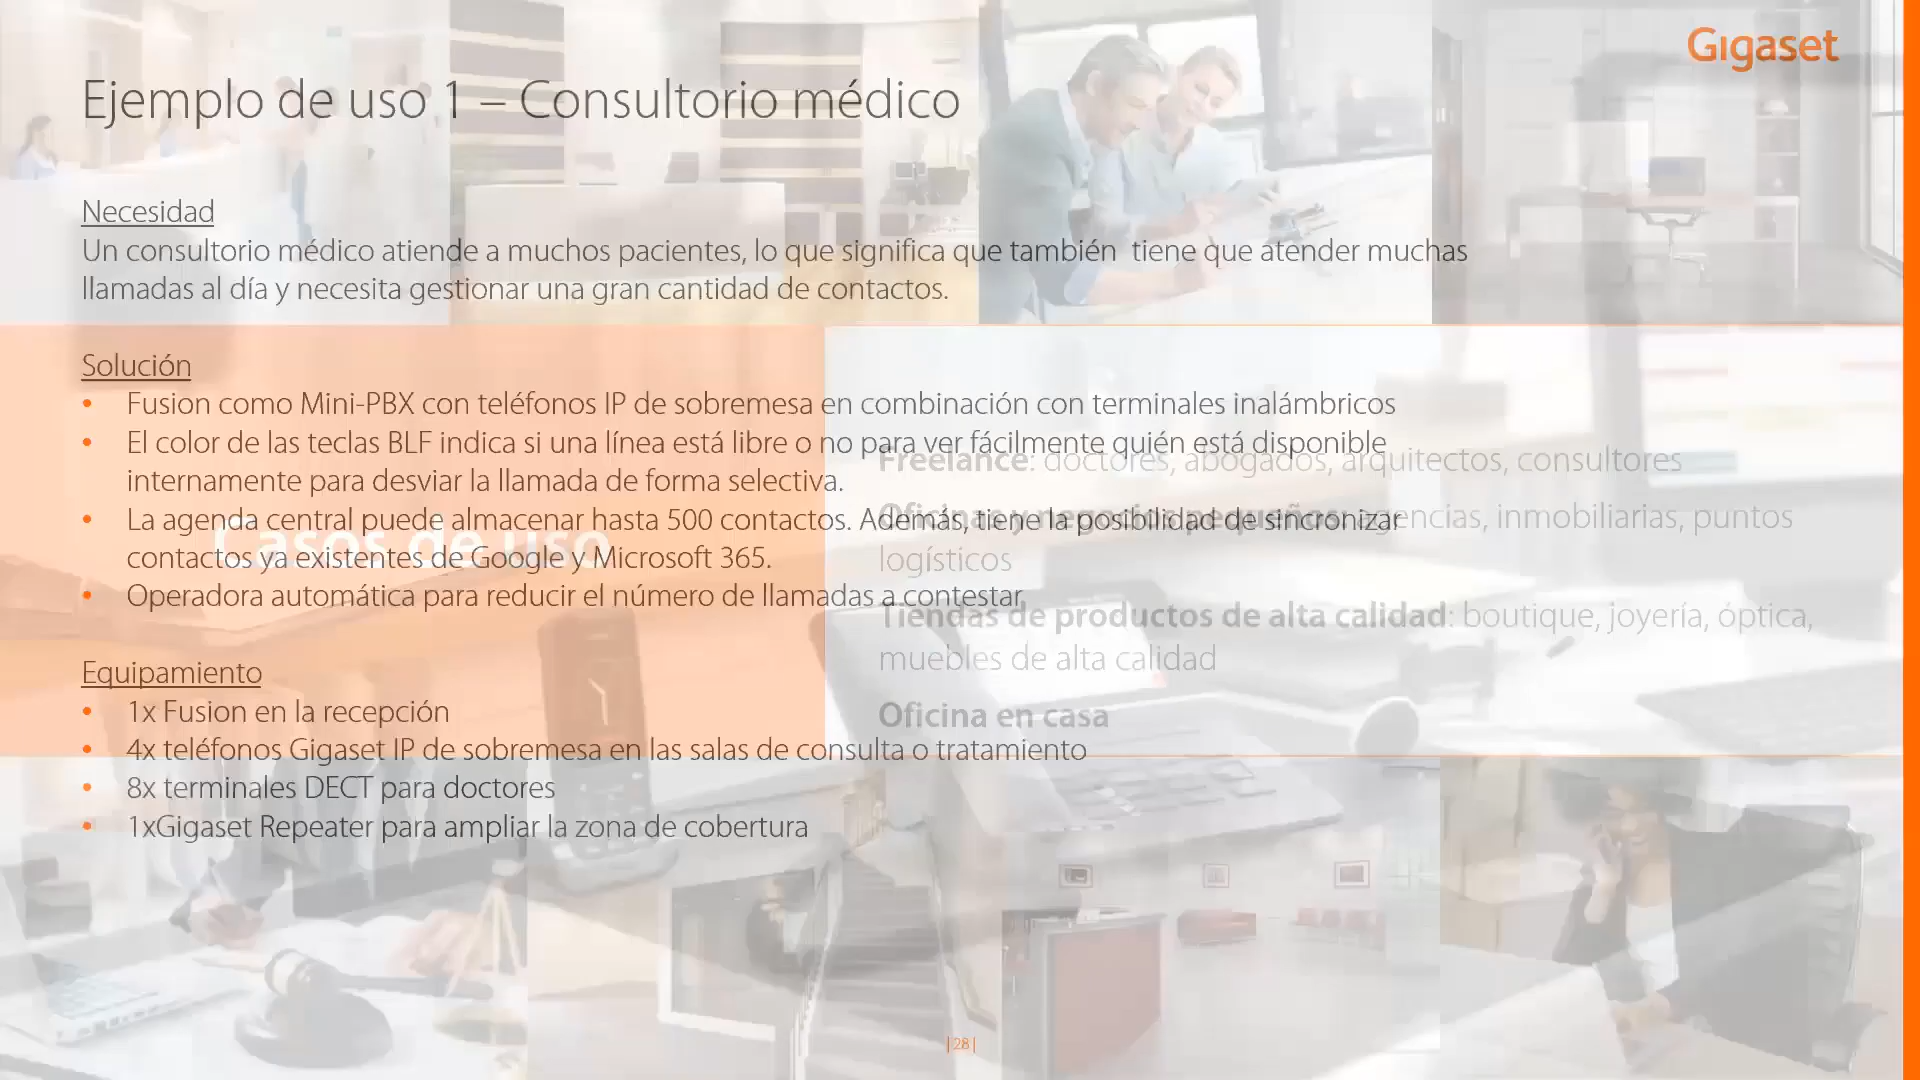 Gigaset
Ejemplo de uso 1 – Consultorio médico
Necesidad
Un consultorio médico atiende a muchos pacientes, lo que significa que también  tiene que atender muchas
llamadas al día y necesita gestionar una gran cantidad de contactos.
Solución
• Fusion como Mini-PBX con teléfonos IP de sobremesa en combinación con terminales inalámbricos
• El color de las teclas BLF indica si una línea está libre o no para ver fácilmente quién está disponible
internamente para desviar la llamada de forma selectiva.
• La agenda central puede almacenar hasta 500 contactos. Además, tiene la posibilidad de sincronizar
contactos ya existentes de Google y Microsoft 365.
• Operadora automática para reducir el número de llamadas a contestar.
Equipamiento
• 1x Fusion en la recepción
• 4x teléfonos Gigaset IP de sobremesa en las salas de consulta o tratamiento
• 8x terminales DECT para doctores
• 1xGigaset Repeater para ampliar la zona de cobertura
Casos de uso
Freelance: doctores, abogados, arquitectos, consultores
Oficinas y negocios pequeños: agencias, inmobiliarias, puntos
logísticos
Tiendas de productos de alta calidad: boutique, joyería, óptica,
muebles de alta calidad
Oficina en casa
|28|